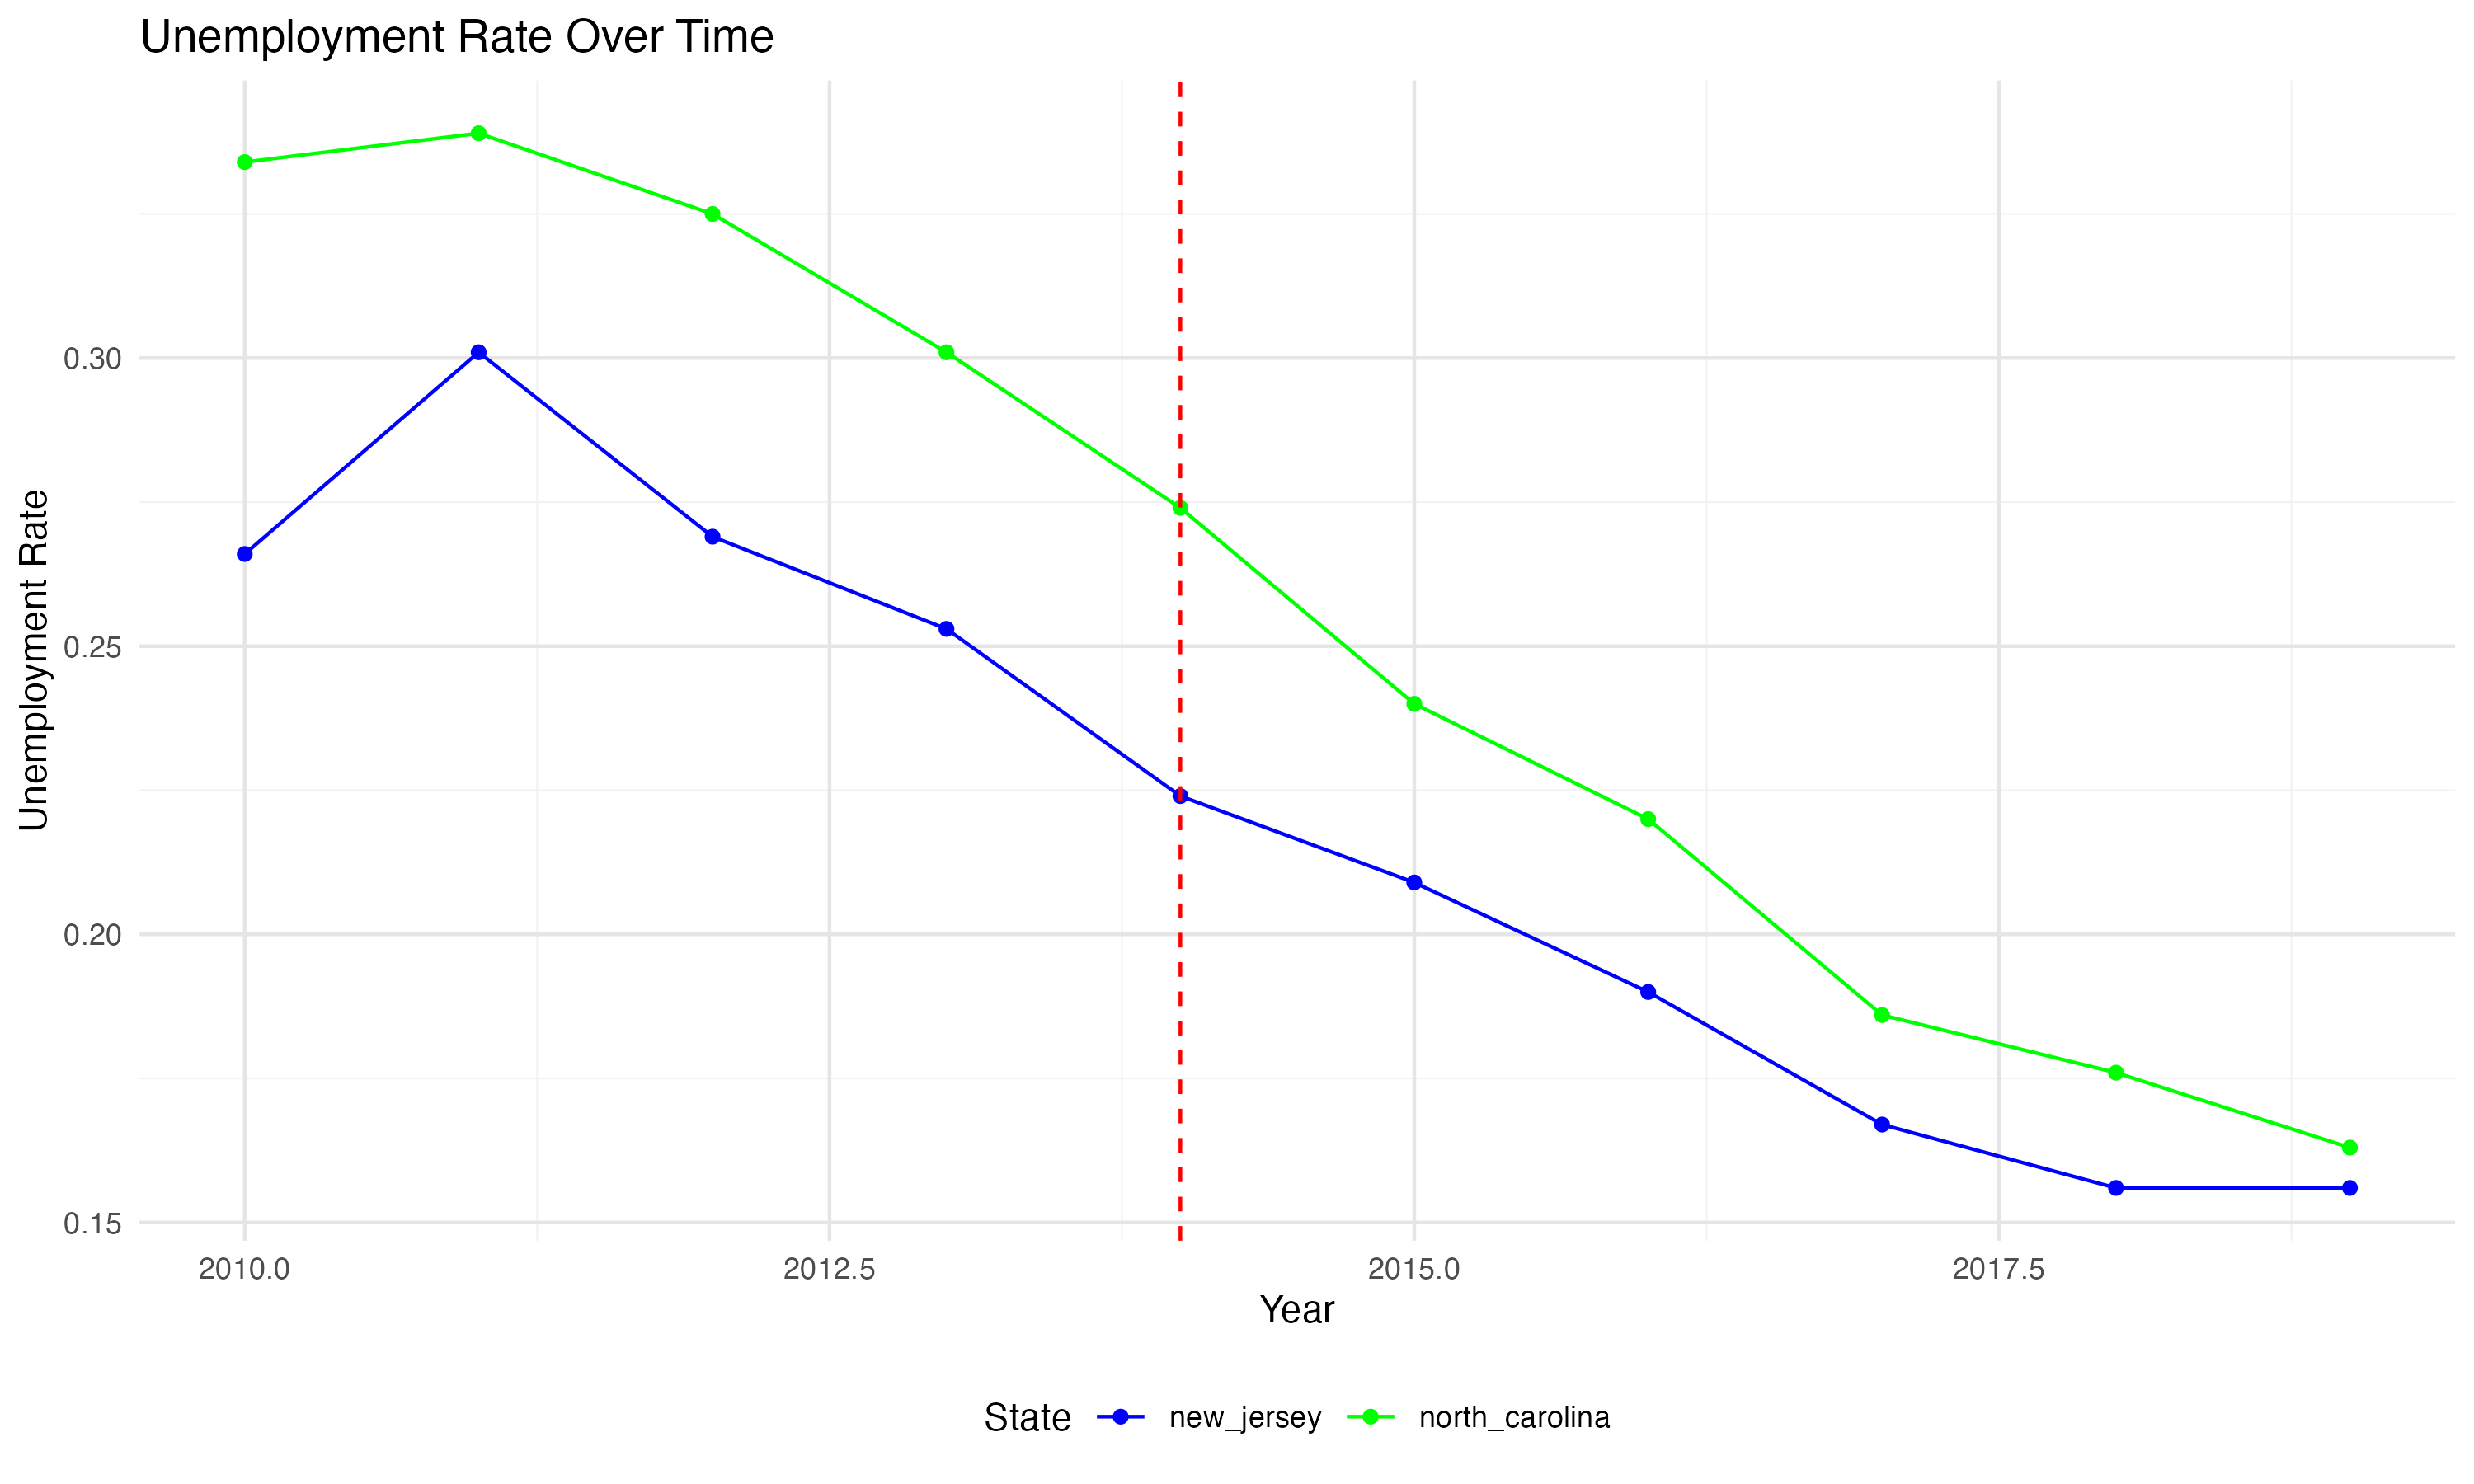 Unemployment Rate Over Time
Unemployment Rate
0.30
0.25
0.20
0.15
2010.0 2012.5 2015.0 2017.5
Year
State new_jersey north_carolina